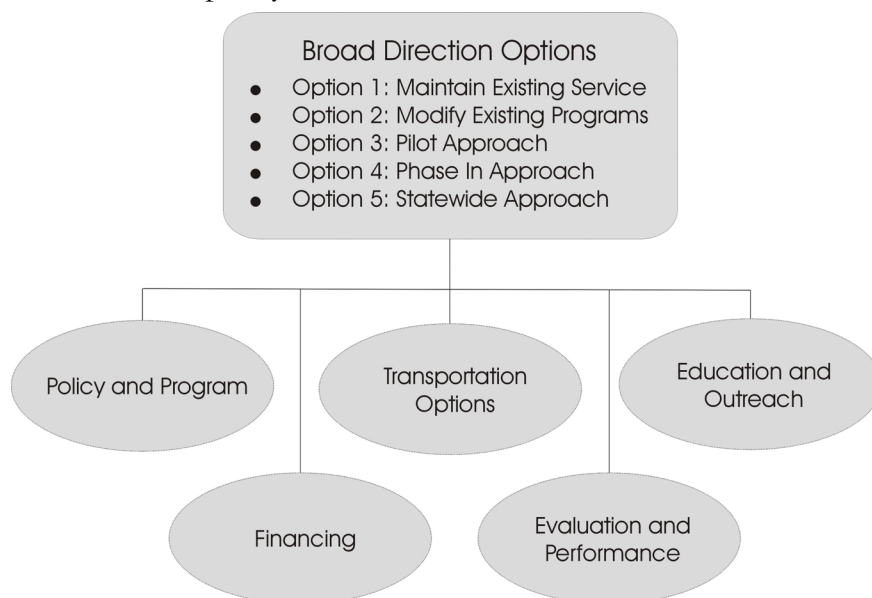 Broad Direction Options
● Option 1: Maintain Existing Service
● Option 2: Modify Existing Programs
● Option 3: Pilot Approach
● Option 4: Phase In Approach
● Option 5: Statewide Approach
Policy and Program
Transportation
Options
Education and
Outreach
Financing
Evaluation and
Performance